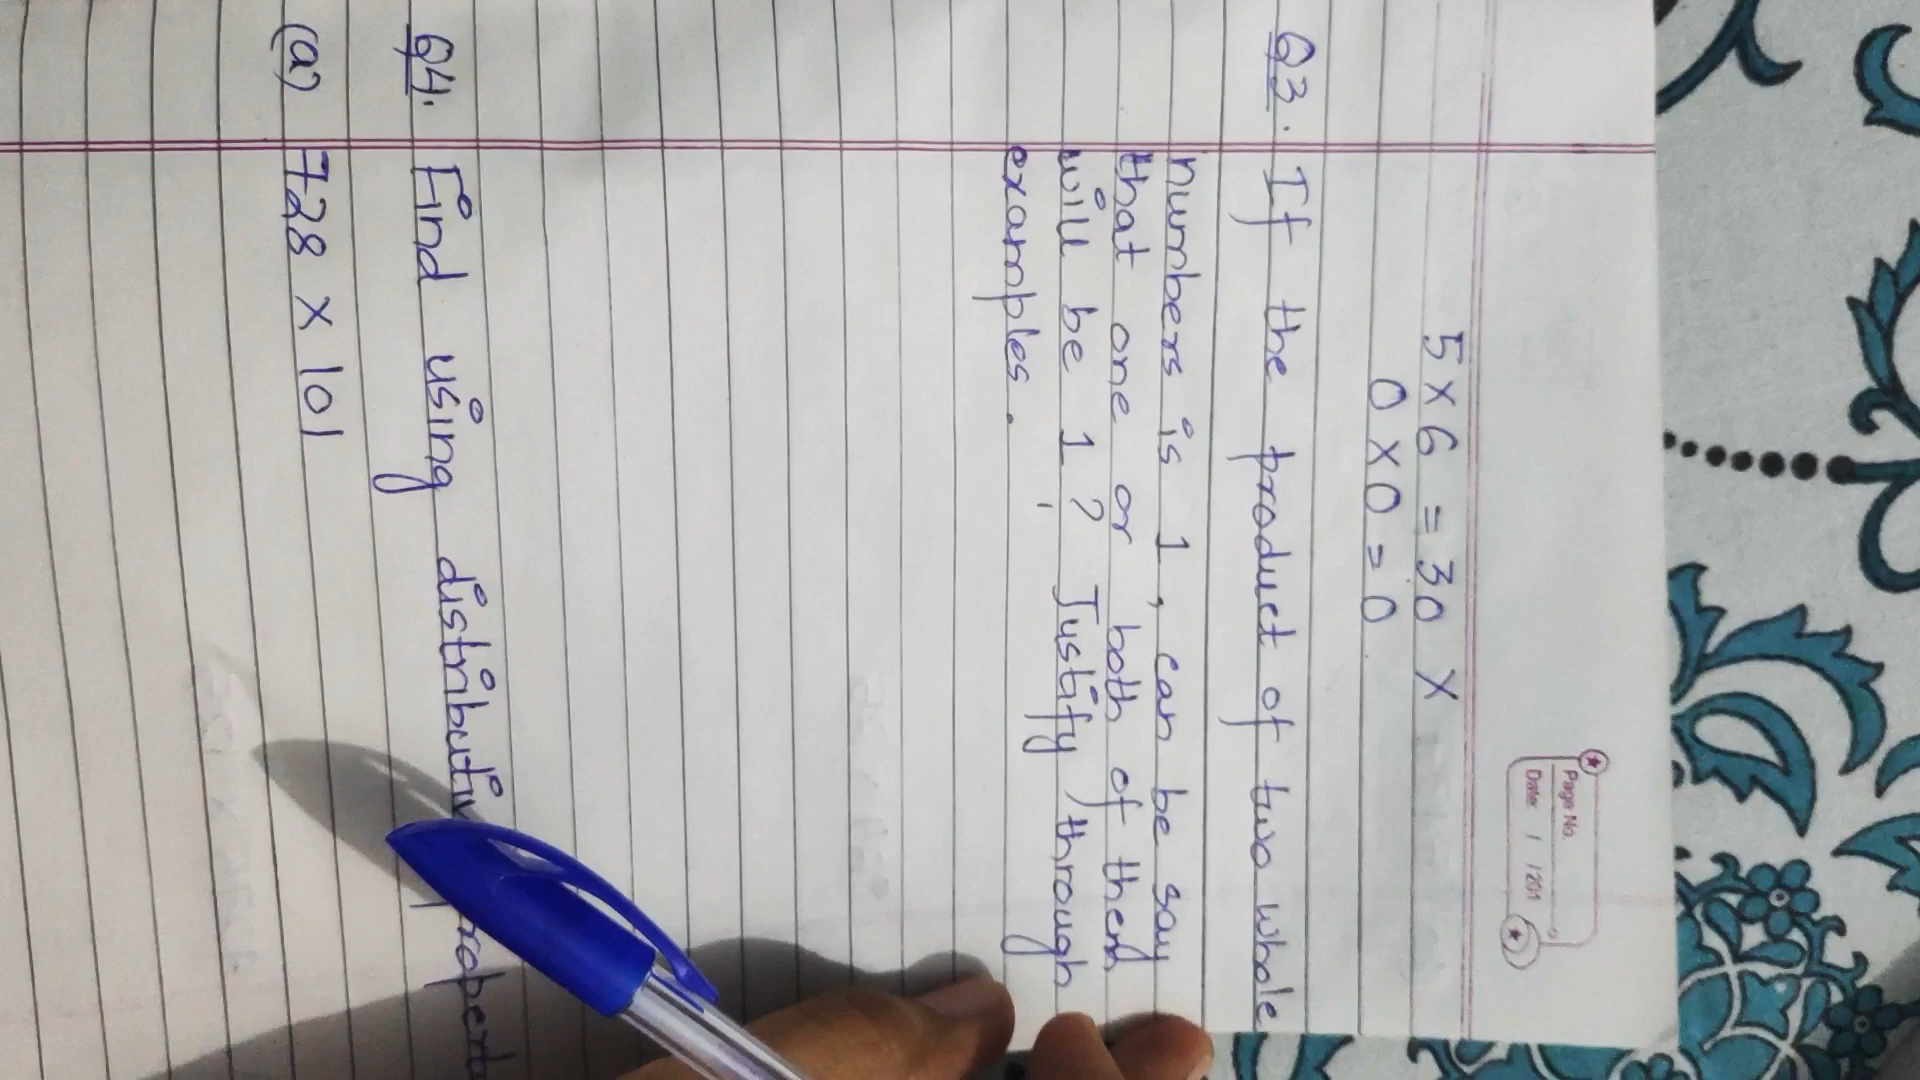 Page No.
Date / /201
5 × 6 = 30 ×
0 × 0 = 0
Q3. If the product of two whole
numbers is 1, can be say
that one or both of them
will be 1? Justify through
examples.
Q4. Find using
(a) 728 × 101